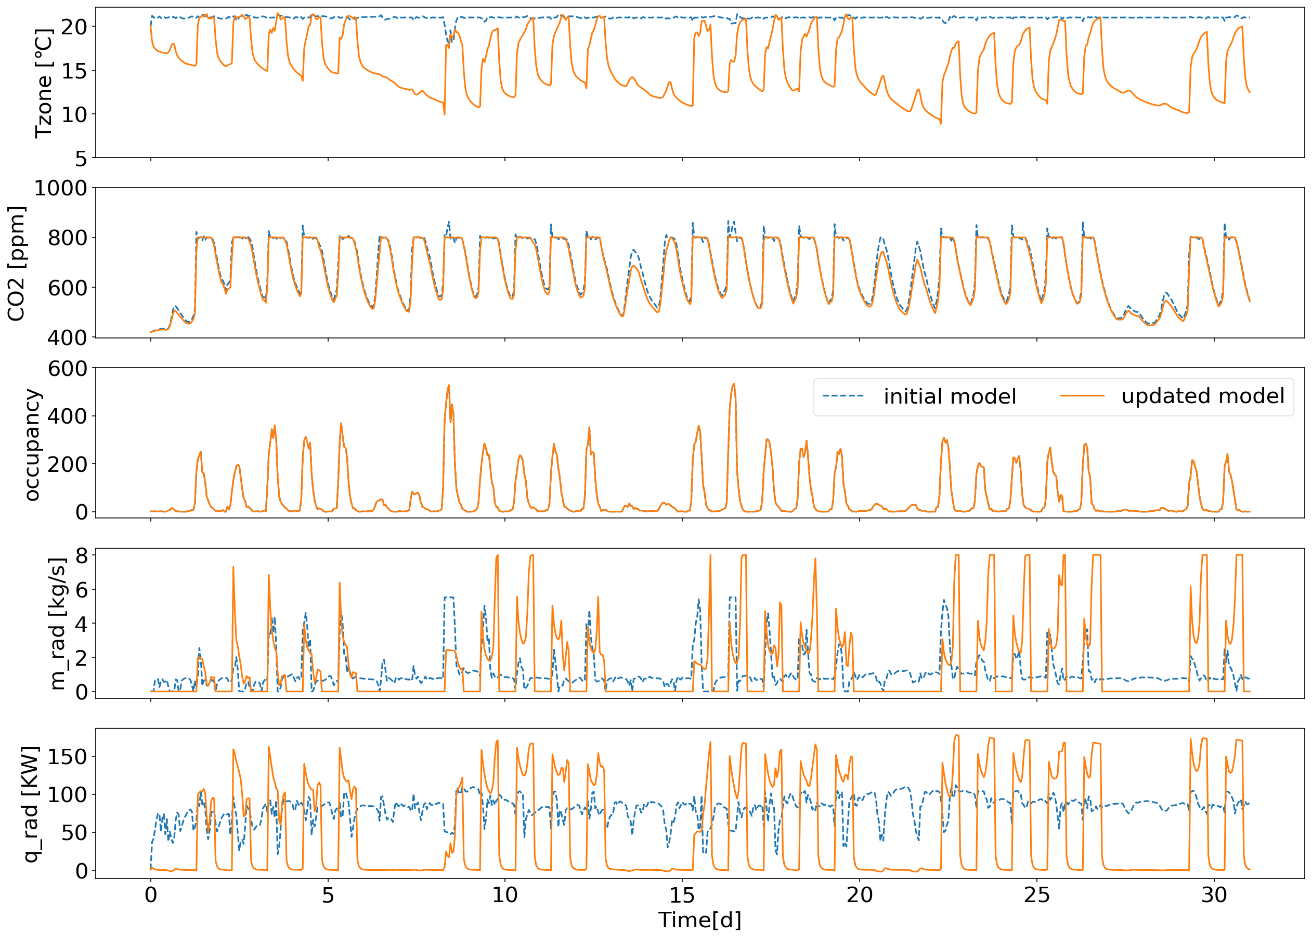 20
15
10
5
Tzone [℃]
1000
800
600
400
CO2 [ppm]
600
400
200
0
occupancy
initial model
updated model
8
6
4
2
0
m_rad [kg/s]
150
100
50
0
q_rad [KW]
0 5 10 15 20 25 30
Time[d]